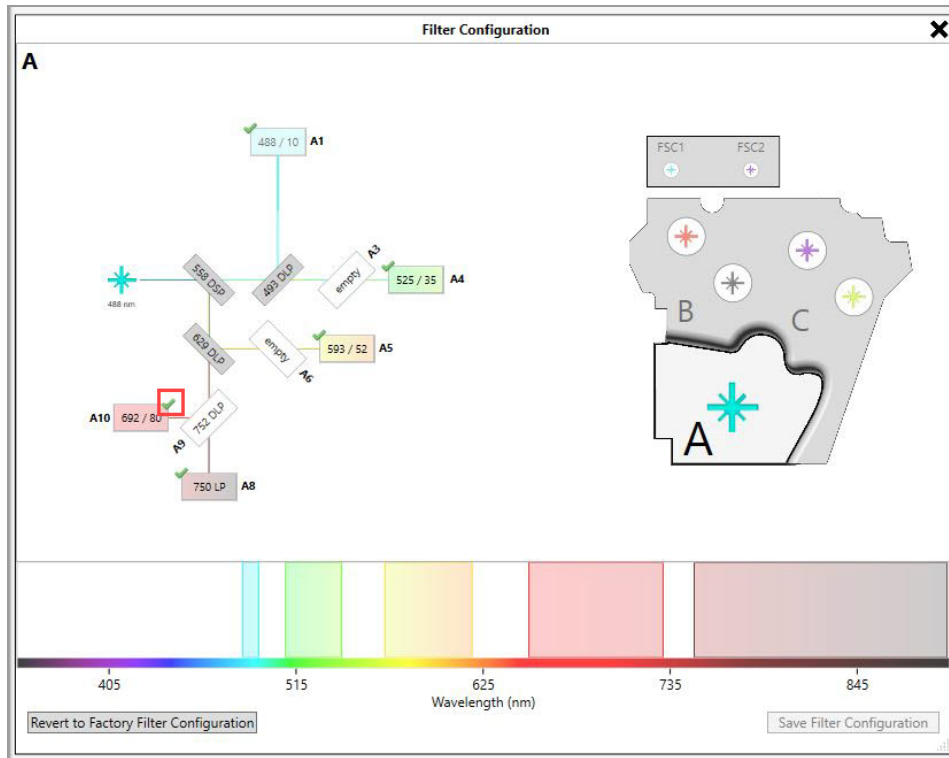 Filter Configuration
A
488 / 10 A1
FSC1 FSC2
488 nm
558 DSP
493 DLP
empty
A3
525 / 35 A4
629 DLP
empty
A6
593 / 52 A5
B
C
A10 692 / 80
A9
752 DLP
A
750 LP A8
405 515 625 735 845
Wavelength (nm)
Revert to Factory Filter Configuration
Save Filter Configuration